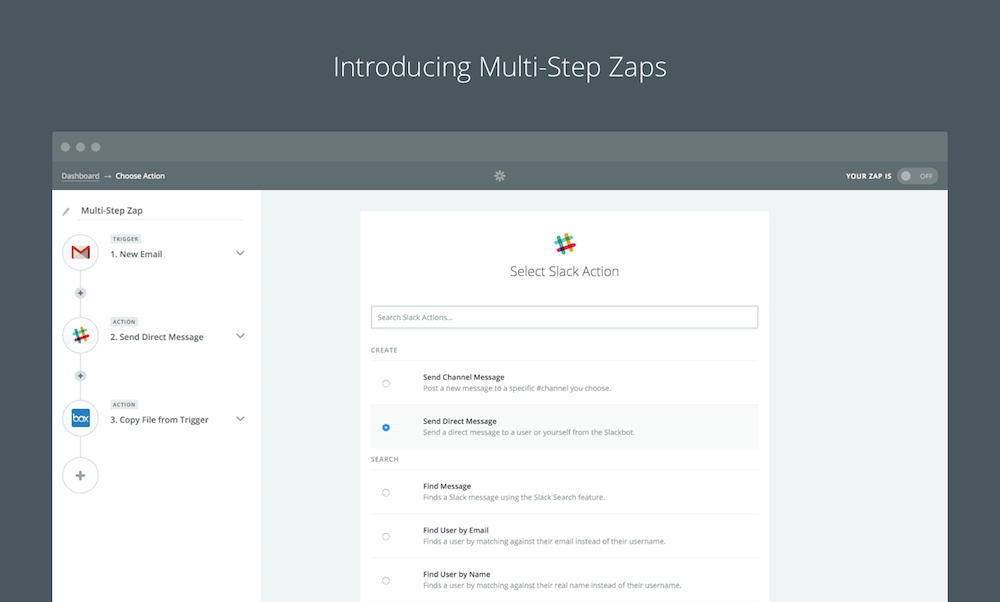 Introducing Multi-Step Zaps
Dashboard → Choose Action
YOUR ZAP IS
OFF
Multi-Step Zap
TRIGGER
1. New Email
ACTION
2. Send Direct Message
ACTION
box
3. Copy File from Trigger
Select Slack Action
Search Slack Actions...
CREATE
Send Channel Message
Post a new message to a specific #channel you choose.
Send Direct Message
Send a direct message to a user or yourself from the Slackbot.
SEARCH
Find Message
Finds a Slack message using the Slack Search feature.
Find User by Email
Finds a user by matching against their email instead of their username.
Find User by Name
Finds a user by matching against their real name instead of their username.